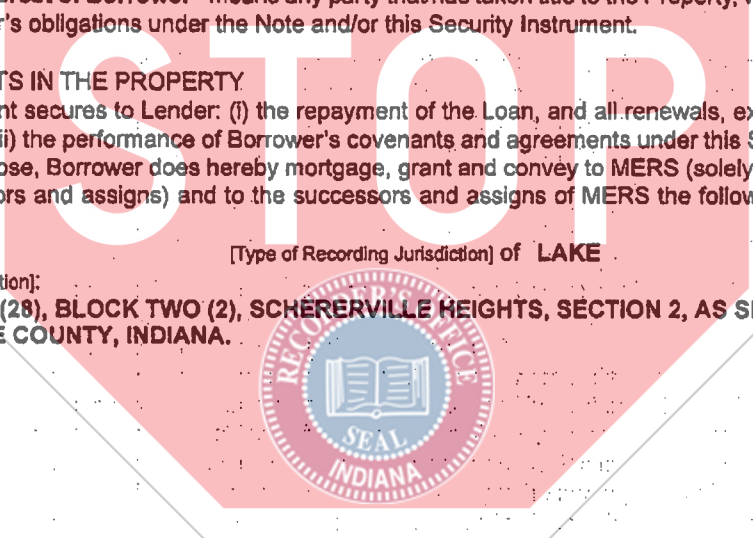 's obligations under the Note and/or this Security Instrument.
TS IN THE PROPERTY
nt secures to Lender: (i) the repayment of the Loan, and all renewals, ex
ii) the performance of Borrower's covenants and agreements under this S
ose, Borrower does hereby mortgage, grant and convey to MERS (solely
ors and assigns) and to the successors and assigns of MERS the follow
[Type of Recording Jurisdiction] of LAKE
tion]:
(28), BLOCK TWO (2), SCHERERVILLE HEIGHTS, SECTION 2, AS S
E COUNTY, INDIANA.
STOP
RECORDER'S OFFICE
SEAL
INDIANA